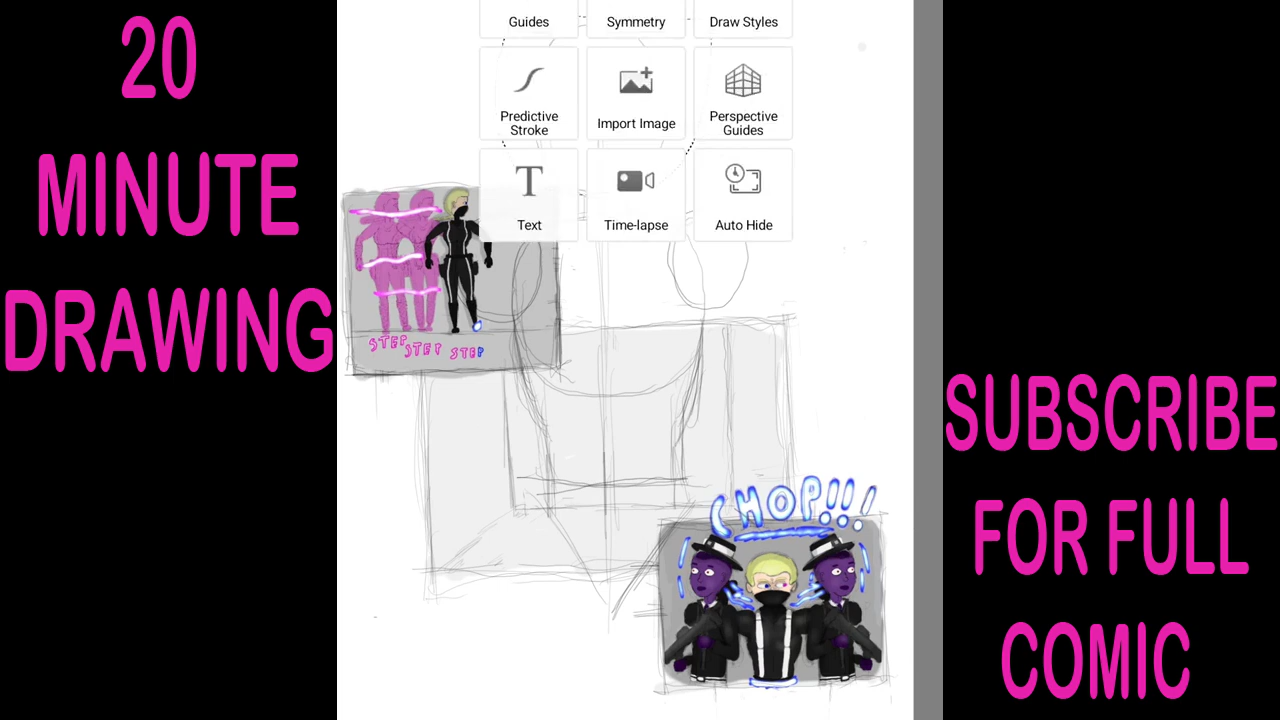 20
MINUTE
DRAWING
Guides
Symmetry
Draw Styles
Predictive
Stroke
Import Image
Perspective
Guides
T
Text
Time-lapse
Auto Hide
STEP
STEP
STEP
CHOP!!!
SUBSCRIBE
FOR FULL
COMIC